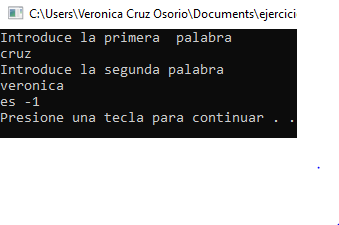 C:\Users\Veronica Cruz Osorio\Documents\ejercici
Introduce la primera  palabra
cruz
Introduce la segunda palabra
veronica
es -1
Presione una tecla para continuar . .